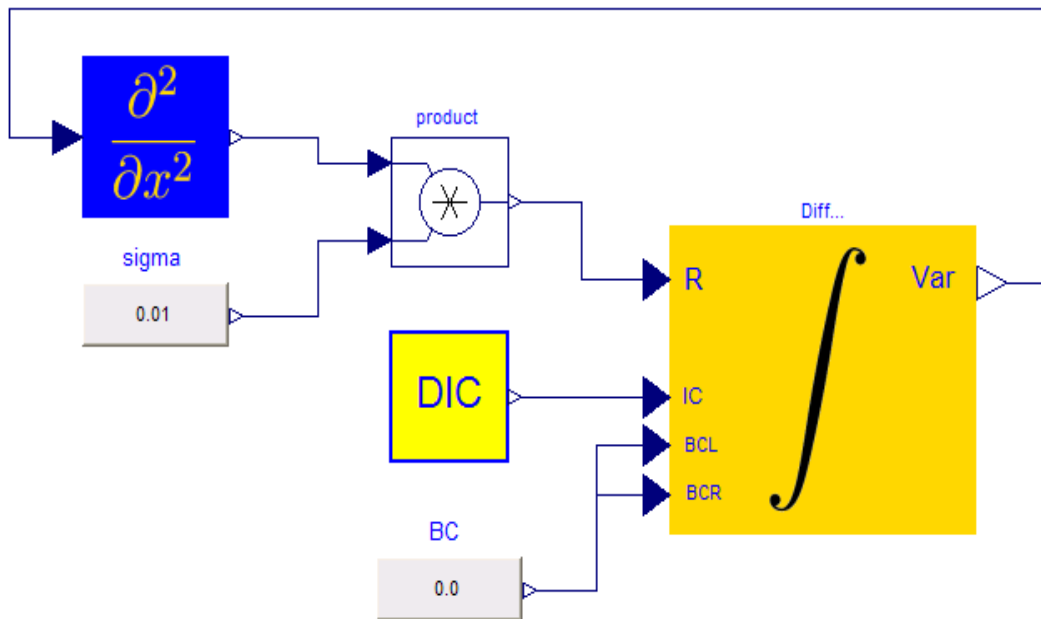 ∂²
∂x²
product
sigma
0.01
Diff...
R
Var
DIC
IC
BCL
BCR
BC
0.0